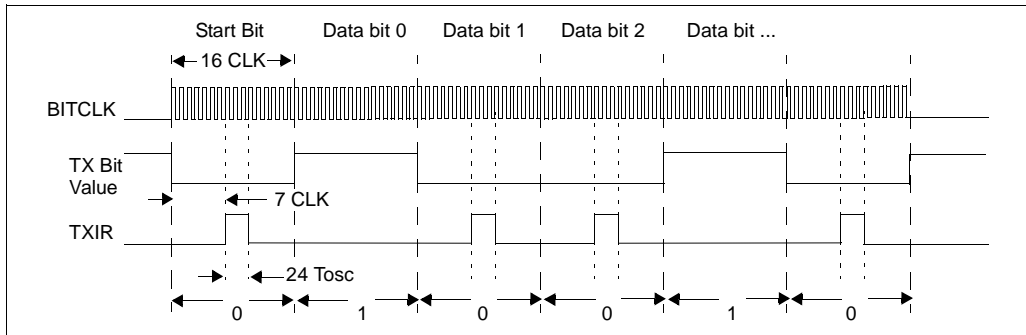 Start Bit Data bit 0 Data bit 1 Data bit 2 Data bit ...
16 CLK
BITCLK
TX Bit
Value
7 CLK
TXIR
24 Tosc
0 1 0 0 1 0